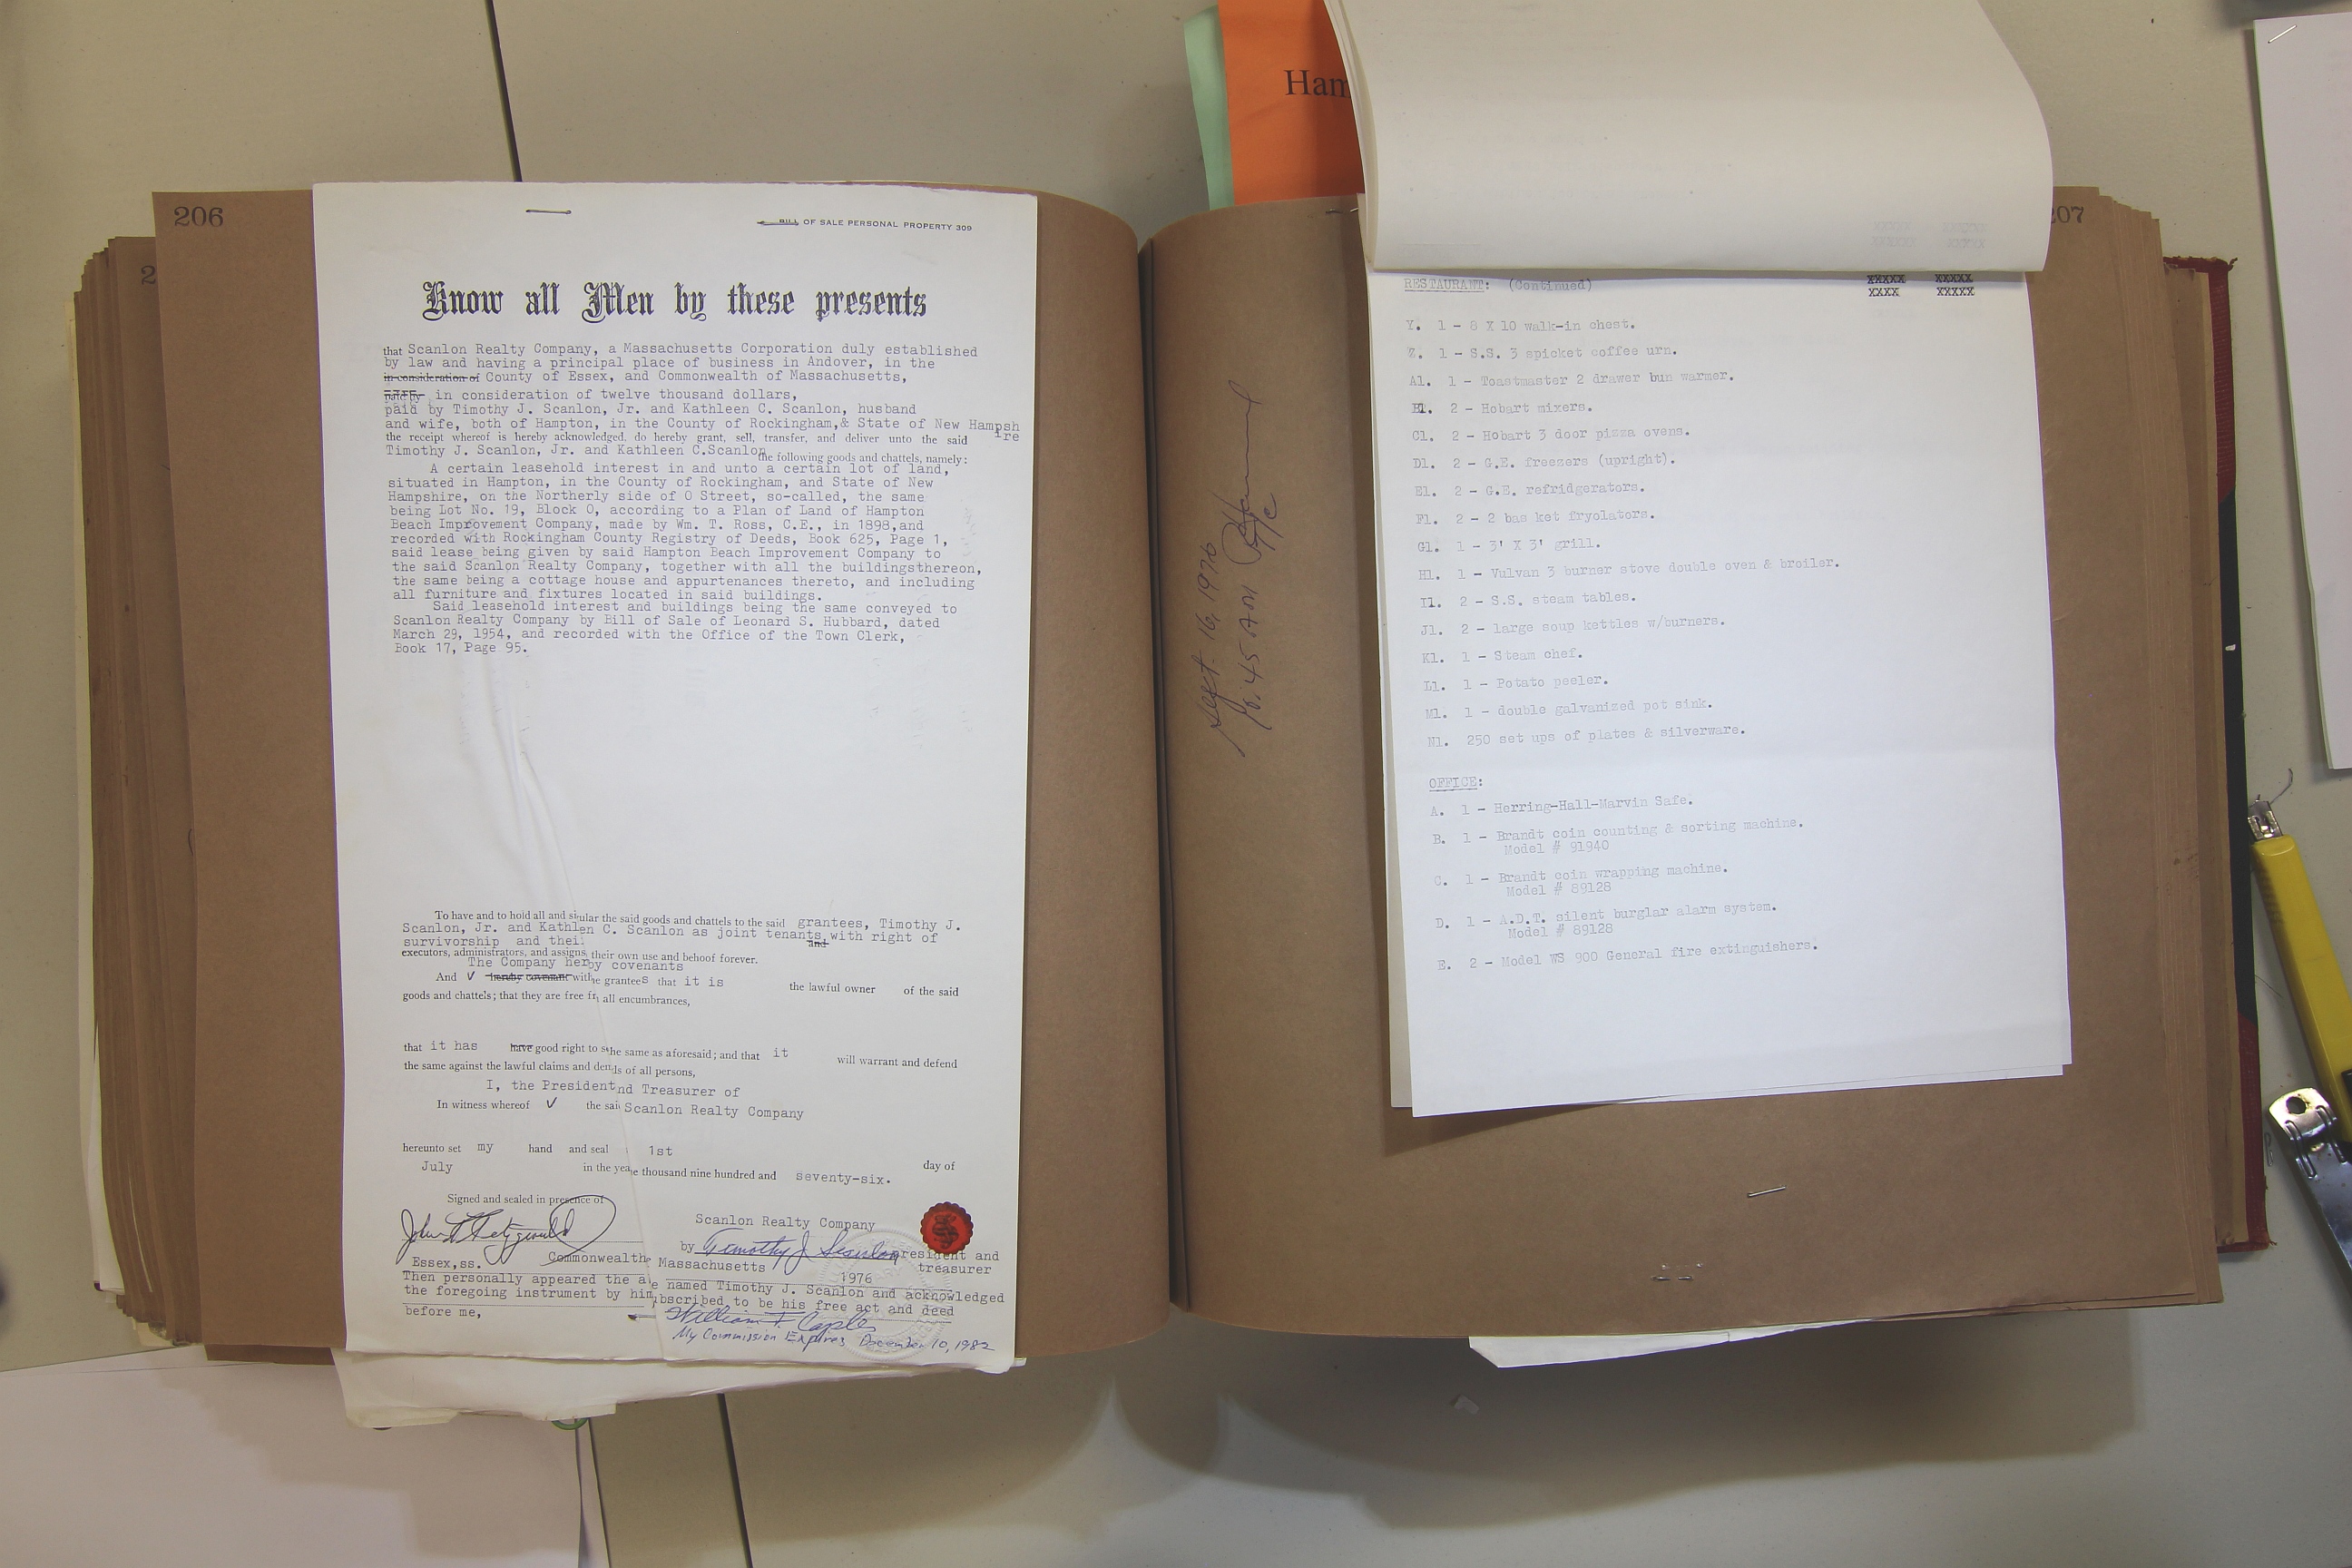 206
BILL OF SALE PERSONAL PROPERTY 309
Know all Men by these presents
that Scanlon Realty Company, a Massachusetts Corporation duly established
by law and having a principal place of business in Andover, in the
in consideration of County of Essex, and Commonwealth of Massachusetts,
paid by in consideration of twelve thousand dollars,
paid by Timothy J. Scanlon, Jr. and Kathleen C. Scanlon, husband
and wife, both of Hampton, in the County of Rockingham,& State of New Hampsh
ire
the receipt whereof is hereby acknowledged, do hereby grant, sell, transfer, and deliver unto the said
Timothy J. Scanlon, Jr. and Kathleen C.Scanlon the following goods and chattels, namely:
A certain leasehold interest in and unto a certain lot of land,
situated in Hampton, in the County of Rockingham, and State of New
Hampshire, on the Northerly side of O Street, so-called, the same
being Lot No. 19, Block O, according to a Plan of Land of Hampton
Beach Improvement Company, made by Wm. T. Ross, C.E., in 1898,and
recorded with Rockingham County Registry of Deeds, Book 625, Page 1,
said lease being given by said Hampton Beach Improvement Company to
the said Scanlon Realty Company, together with all the buildingsthereon,
the same being a cottage house and appurtenances thereto, and including
all furniture and fixtures located in said buildings.
Said leasehold interest and buildings being the same conveyed to
Scanlon Realty Company by Bill of Sale of Leonard S. Hubbard, dated
March 29, 1954, and recorded with the Office of the Town Clerk,
Book 17, Page 95.
To have and to hold all and si ular the said goods and chattels to the said grantees, Timothy J.
Scanlon, Jr. and Kathl en C. Scanlon as joint tenants with right of
survivorship and thei and
executors, administrators, and assigns their own use and behoof forever.
The Company her by covenants
And ✓ hereby covenant with e grantees that it is the lawful owner of the said
goods and chattels; that they are free fr all encumbrances,
that it has have good right to s he same as aforesaid; and that it will warrant and defend
the same against the lawful claims and de ds of all persons,
I, the President nd Treasurer of
In witness whereof ✓ the sai Scanlon Realty Company
hereunto set my hand and seal 1st
day of
July in the yea e thousand nine hundred and seventy-six.
Signed and sealed in presence of
Scanlon Realty Company
by Timothy J. Scanlon president and
treasurer
Essex,ss. Commonwealth Massachusetts 1976
Then personally appeared the a e named Timothy J. Scanlon and acknowledged
the foregoing instrument by him bscribed to be his free act and deed
before me,
My Commission Expires December 10, 1982
Sept. 16, 1976
10:45 AM
Ham
207
RESTAURANT: (Continued)
XXXXX XXXXX
XXXX XXXXX
Y. 1 - 8 X 10 walk-in chest.
Z. 1 - S.S. 3 spicket coffee urn.
A1. 1 - Toastmaster 2 drawer bun warmer.
B1. 2 - Hobart mixers.
C1. 2 - Hobart 3 door pizza ovens.
D1. 2 - G.E. freezers (upright).
E1. 2 - G.E. refridgerators.
F1. 2 - 2 bas ket fryolators.
G1. 1 - 3' X 3' grill.
H1. 1 - Vulvan 3 burner stove double oven & broiler.
I1. 2 - S.S. steam tables.
J1. 2 - large soup kettles w/burners.
K1. 1 - Steam chef.
L1. 1 - Potato peeler.
M1. 1 - double galvanized pot sink.
N1. 250 set ups of plates & silverware.
OFFICE:
A. 1 - Herring-Hall-Marvin Safe.
B. 1 - Brandt coin counting & sorting machine.
Model # 91940
C. 1 - Brandt coin wrapping machine.
Model # 89128
D. 1 - A.D.T. silent burglar alarm system.
Model # 89128
E. 2 - Model WS 900 General fire extinguishers.